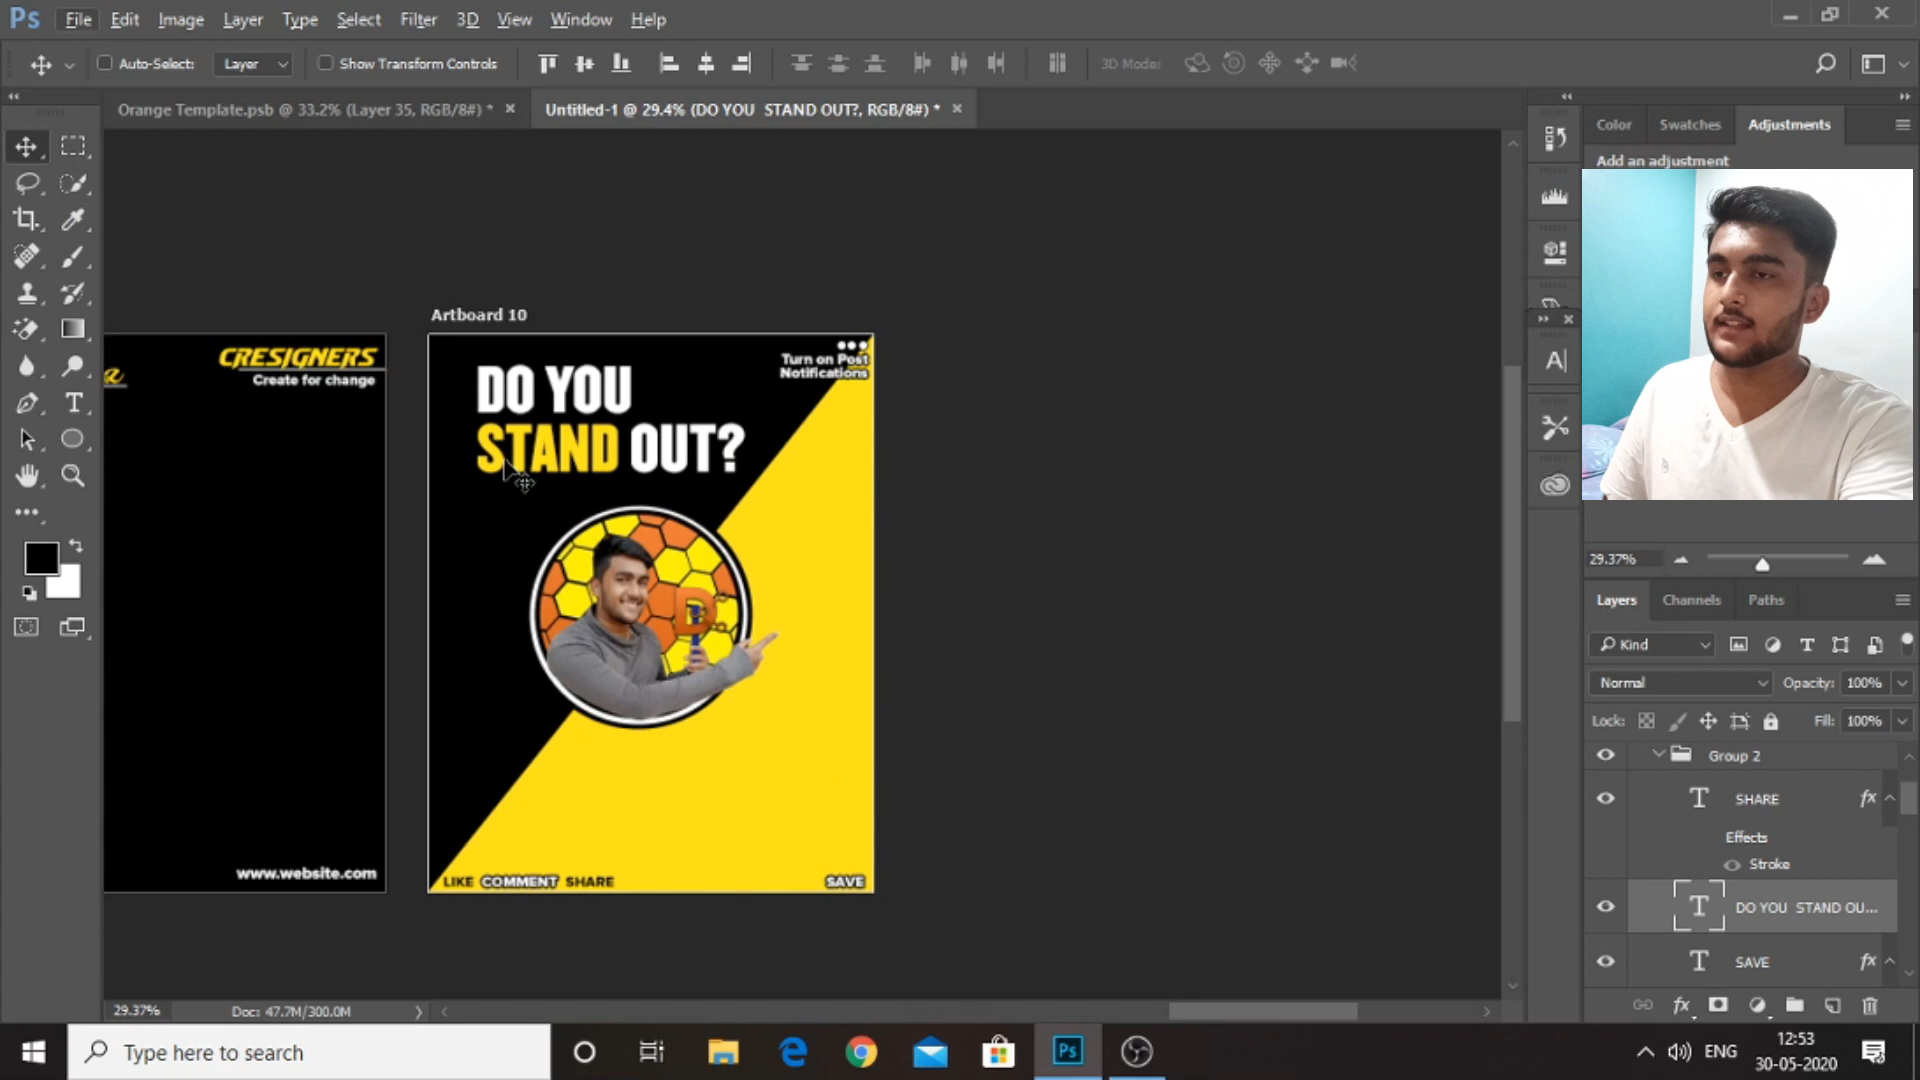 Ps File Edit Image Layer Type Select Filter 3D View Window Help
Auto-Select: Layer Show Transform Controls 3D Mode:
Orange Template.psb @ 33.2% (Layer 35, RGB/8#) * Untitled-1 @ 29.4% (DO YOU STAND OUT?, RGB/8#) *
Color Swatches Adjustments
Add an adjustment
Artboard 10
CRESIGNERS
Create for change
www.website.com
DO YOU
STAND OUT?
Turn on Post
Notifications
D
LIKE COMMENT SHARE SAVE
A
T
29.37%
Layers Channels Paths
Kind
T
Normal Opacity: 100%
Lock: Fill: 100%
Group 2
T SHARE fx
Effects
Stroke
T DO YOU STAND OU...
T SAVE fx
fx
29.37% Doc: 47.7M/300.0M
Type here to search
Ps
ENG
12:53
30-05-2020